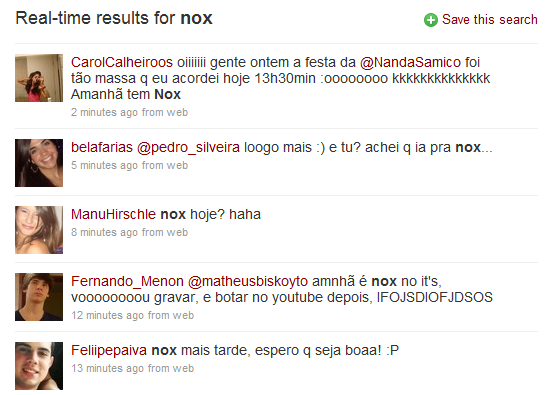 Real-time results for nox
Save this search
CarolCalheiroos oiiiiiii gente ontem a festa da @NandaSamico foi
tão massa q eu acordei hoje 13h30min :oooooooo kkkkkkkkkkkkkk
Amanhã tem Nox
2 minutes ago from web
belafarias @pedro_silveira loogo mais :) e tu? achei q ia pra nox...
5 minutes ago from web
ManuHirschle nox hoje? haha
8 minutes ago from web
Fernando_Menon @matheusbiskoyto amnhã é nox no it's,
vooooooooou gravar, e botar no youtube depois, IFOJSDIOFJDSOS
12 minutes ago from web
Feliipepaiva nox mais tarde, espero q seja boaa! :P
13 minutes ago from web